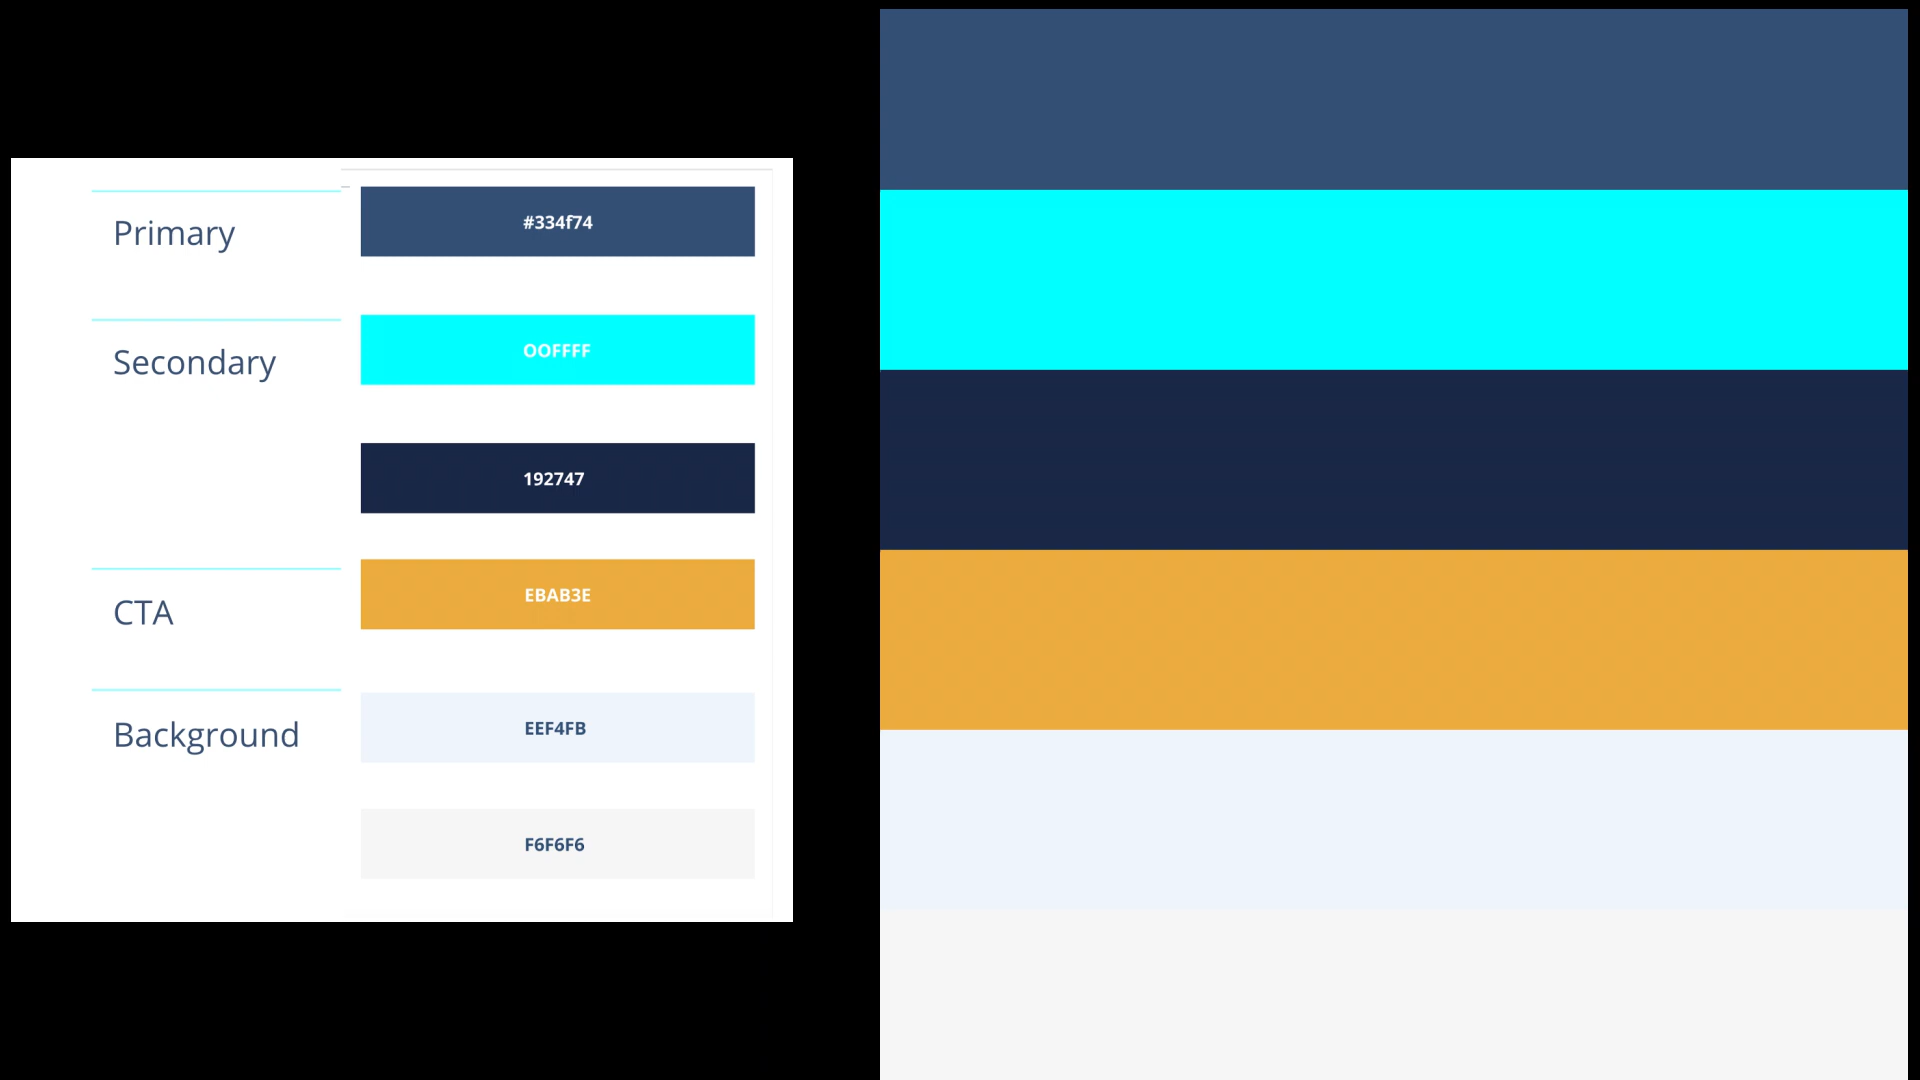 Primary
#334f74
Secondary
OOFFFF
192747
CTA
EBAB3E
Background
EEF4FB
F6F6F6